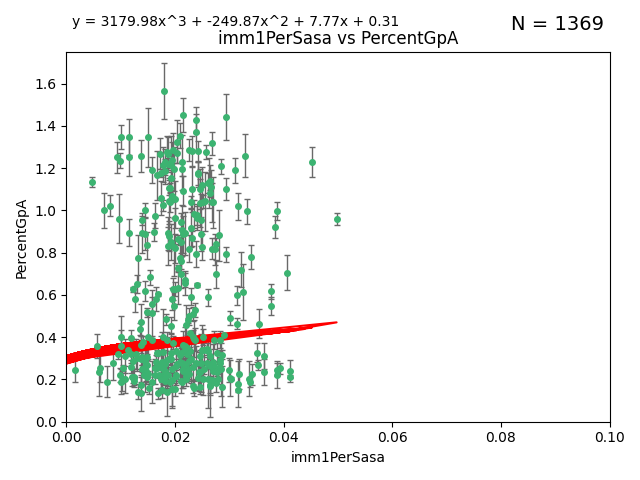 y = 3179.98x^3 + -249.87x^2 + 7.77x + 0.31
N = 1369
imm1PerSasa vs PercentGpA
PercentGpA
1.6
1.4
1.2
1.0
0.8
0.6
0.4
0.2
0.0
0.00 0.02 0.04 0.06 0.08 0.10
imm1PerSasa